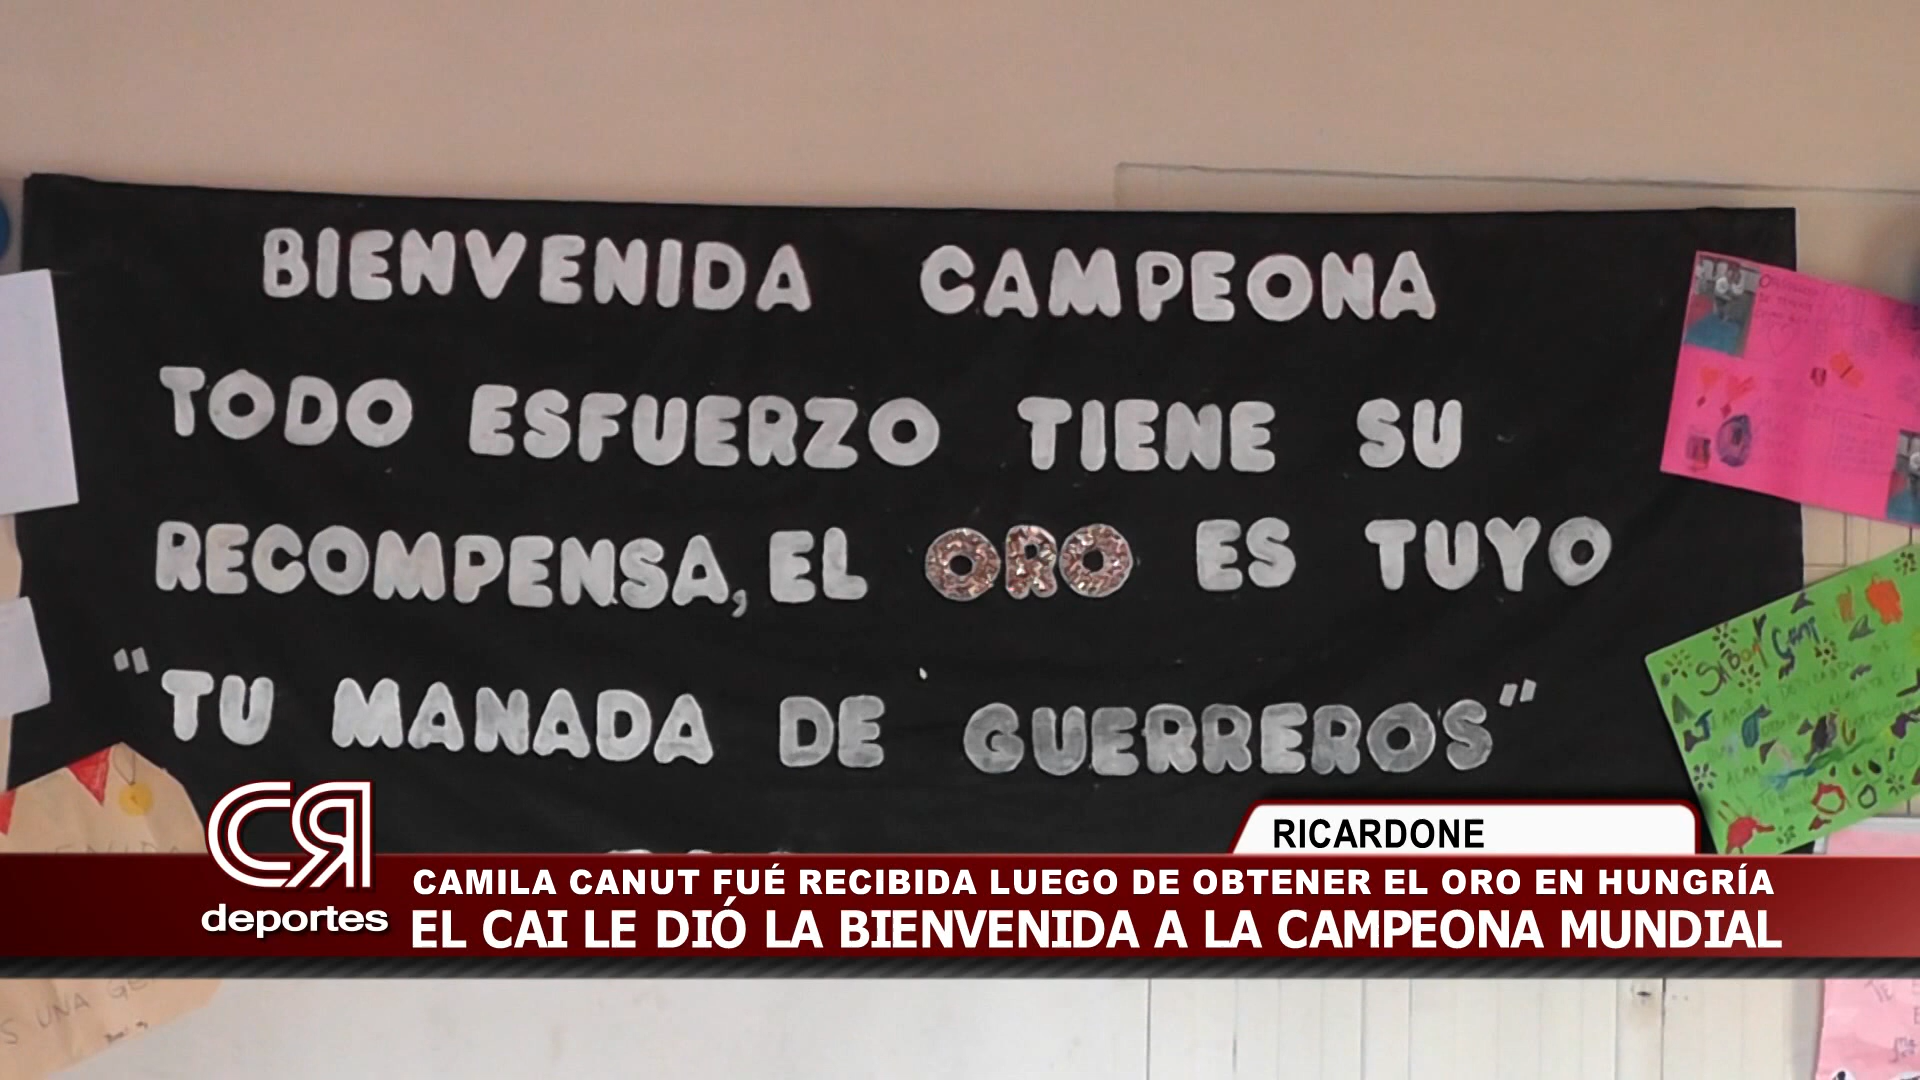 BIENVENIDA CAMPEONA
TODO ESFUERZO TIENE SU
RECOMPENSA, EL ORO ES TUYO
"TU MANADA DE GUERREROS"
RICARDONE
CR deportes
CAMILA CANUT FUÉ RECIBIDA LUEGO DE OBTENER EL ORO EN HUNGRÍA
EL CAI LE DIÓ LA BIENVENIDA A LA CAMPEONA MUNDIAL
S UNA GE